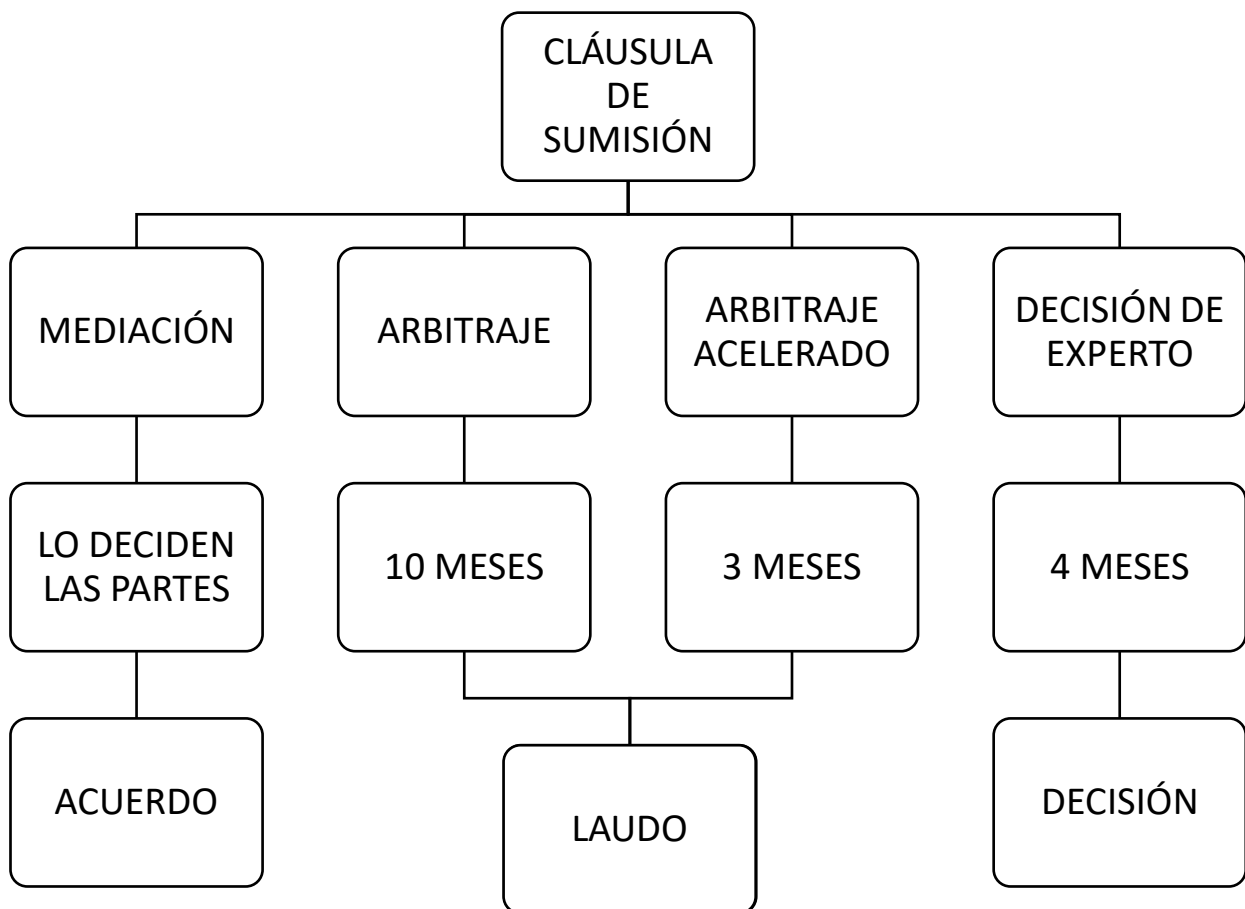 CLÁUSULA
DE
SUMISIÓN
MEDIACIÓN
ARBITRAJE
ARBITRAJE
ACELERADO
DECISIÓN DE
EXPERTO
LO DECIDEN
LAS PARTES
10 MESES
3 MESES
4 MESES
ACUERDO
LAUDO
DECISIÓN